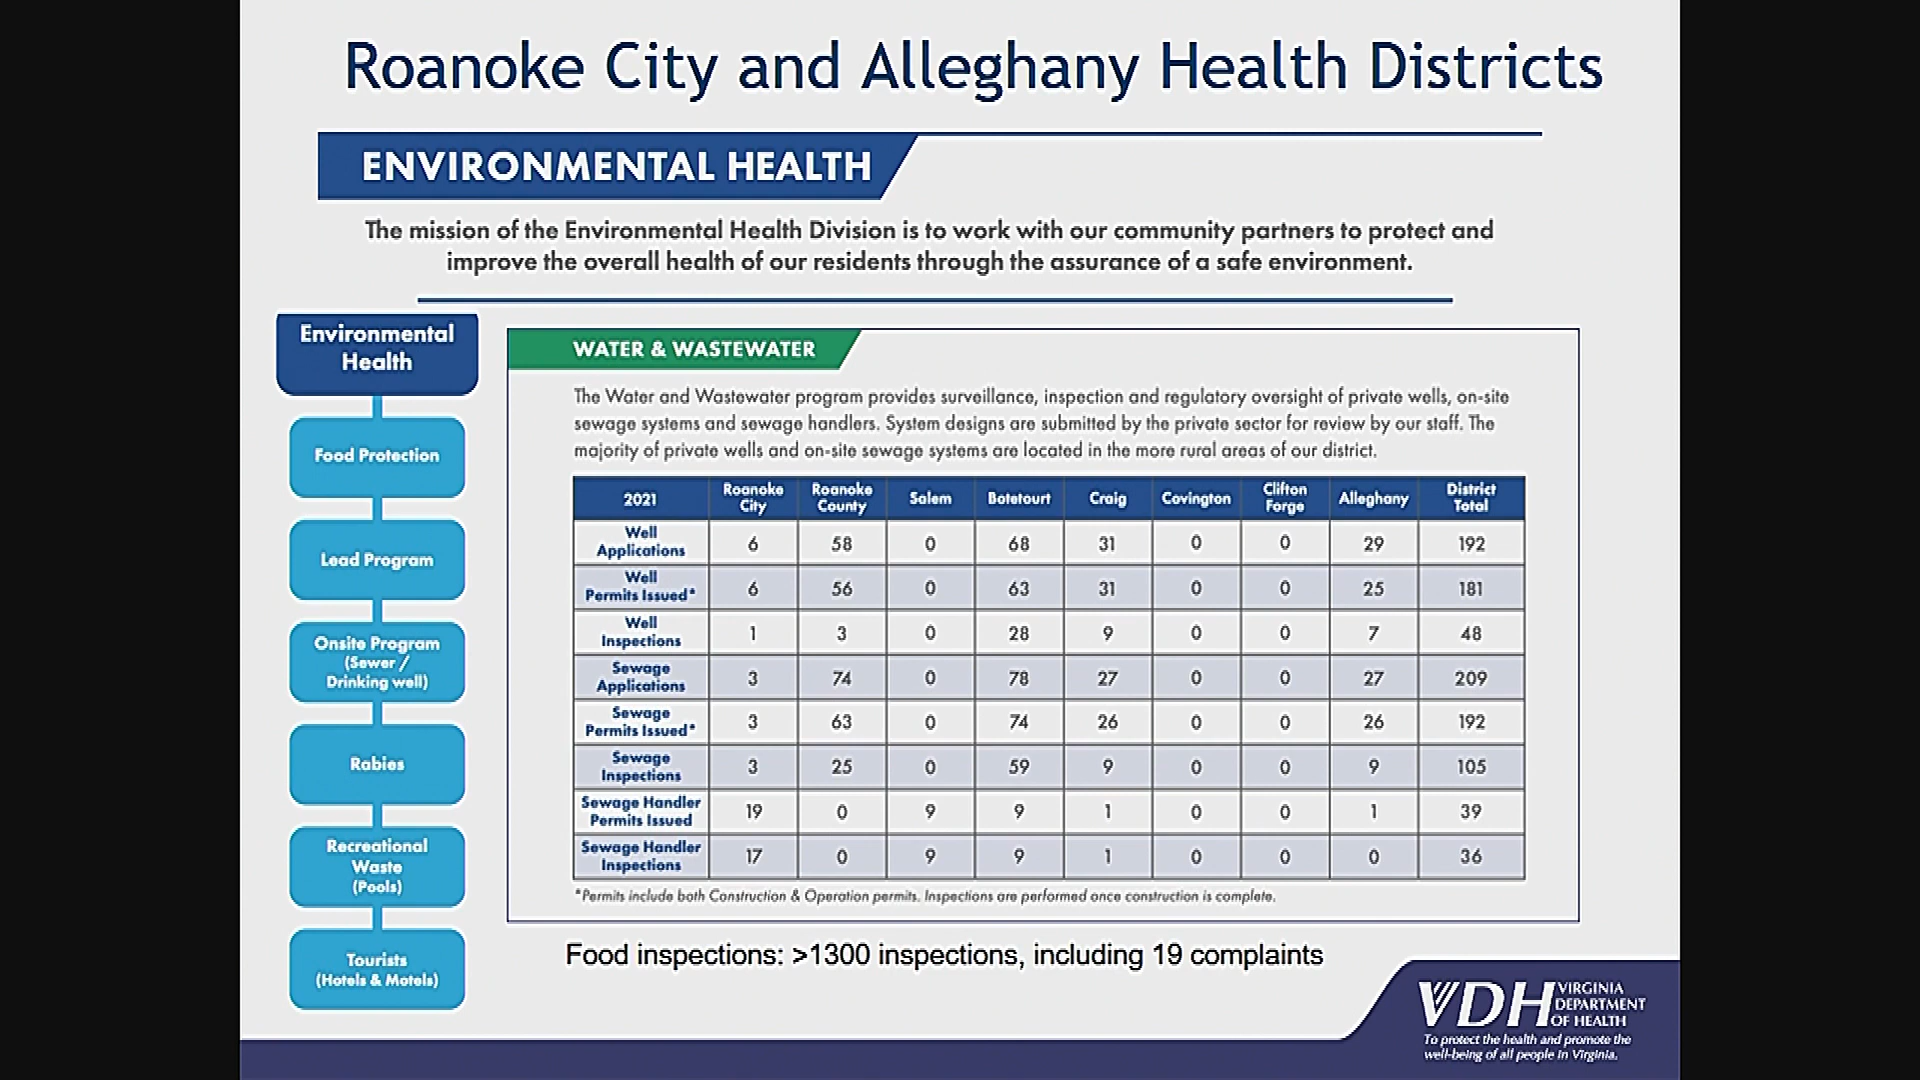 Roanoke City and Alleghany Health Districts
ENVIRONMENTAL HEALTH
The mission of the Environmental Health Division is to work with our community partners to protect and
improve the overall health of our residents through the assurance of a safe environment.
Environmental
Health
Food Protection
Lead Program
Onsite Program
(Sewer /
Drinking well)
Rabies
Recreational
Waste
(Pools)
Tourists
(Hotels & Motels)
WATER & WASTEWATER
The Water and Wastewater program provides surveillance, inspection and regulatory oversight of private wells, on-site
sewage systems and sewage handlers. System designs are submitted by the private sector for review by our staff. The
majority of private wells and on-site sewage systems are located in the more rural areas of our district.
2021 Roanoke City Roanoke County Salem Botetourt Craig Covington Clifton Forge Alleghany District Total
Well Applications 6 58 0 68 31 0 0 29 192
Well Permits Issued* 6 56 0 63 31 0 0 25 181
Well Inspections 1 3 0 28 9 0 0 7 48
Sewage Applications 3 74 0 78 27 0 0 27 209
Sewage Permits Issued* 3 63 0 74 26 0 0 26 192
Sewage Inspections 3 25 0 59 9 0 0 9 105
Sewage Handler Permits Issued 19 0 9 9 1 0 0 1 39
Sewage Handler Inspections 17 0 9 9 1 0 0 0 36
*Permits include both Construction & Operation permits. Inspections are performed once construction is complete.
Food inspections: >1300 inspections, including 19 complaints
VDH VIRGINIA
DEPARTMENT
OF HEALTH
To protect the health and promote the
well-being of all people in Virginia.